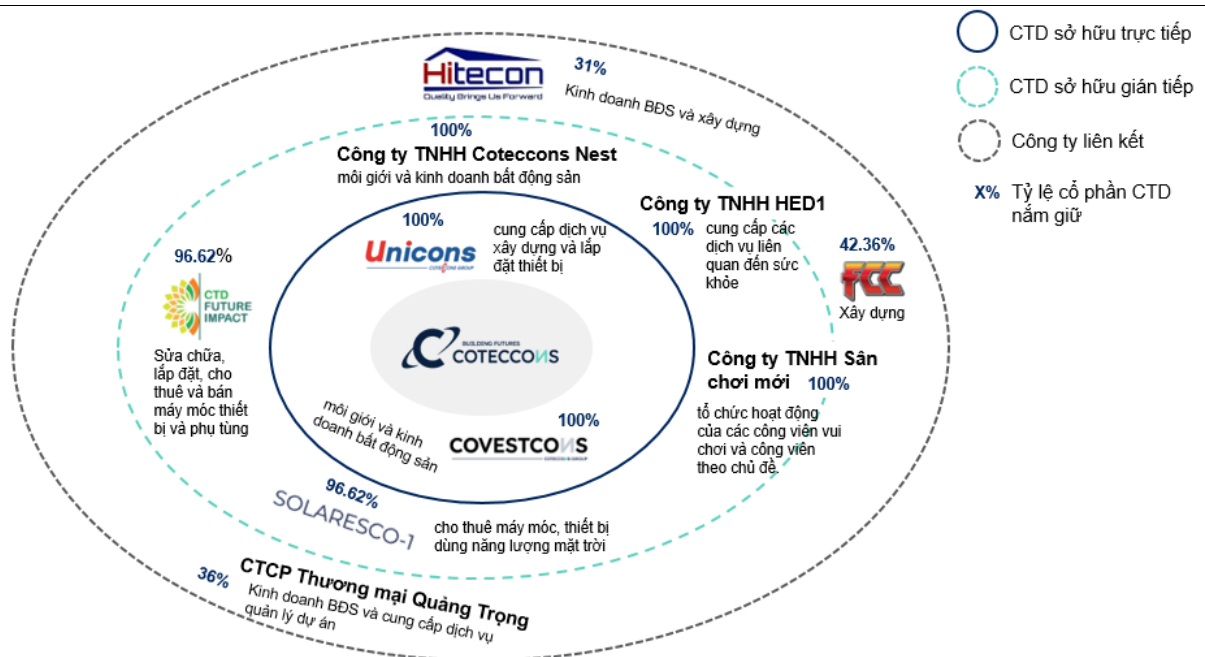 Hitecon
Quality Brings Us Forward
31%
Kinh doanh BĐS và xây dựng
CTD sở hữu trực tiếp
CTD sở hữu gián tiếp
Công ty liên kết
X% Tỷ lệ cổ phần CTD
nắm giữ
100%
Công ty TNHH Coteccons Nest
môi giới và kinh doanh bất động sản
Công ty TNHH HED1
100%
cung cấp các
dịch vụ liên
quan đến sức
khỏe
100%
Unicons
COTECCONS GROUP
cung cấp dịch vụ
xây dựng và lắp
đặt thiết bị
96.62%
CTD
FUTURE
IMPACT
Sửa chữa,
lắp đặt, cho
thuê và bán
máy móc thiết
bị và phụ tùng
42.36%
FCC
Xây dựng
BUILDING FUTURES
COTECCONS
Công ty TNHH Sân
chơi mới 100%
tổ chức hoạt động
của các công viên vui
chơi và công viên
theo chủ đề.
môi giới và kinh
doanh bất động sản
100%
COVESTCONS
COTECCONS GROUP
96.62%
SOLARESCO-1
cho thuê máy móc, thiết bị
dùng năng lượng mặt trời
36%
CTCP Thương mại Quảng Trọng
Kinh doanh BĐS và cung cấp dịch vụ
quản lý dự án